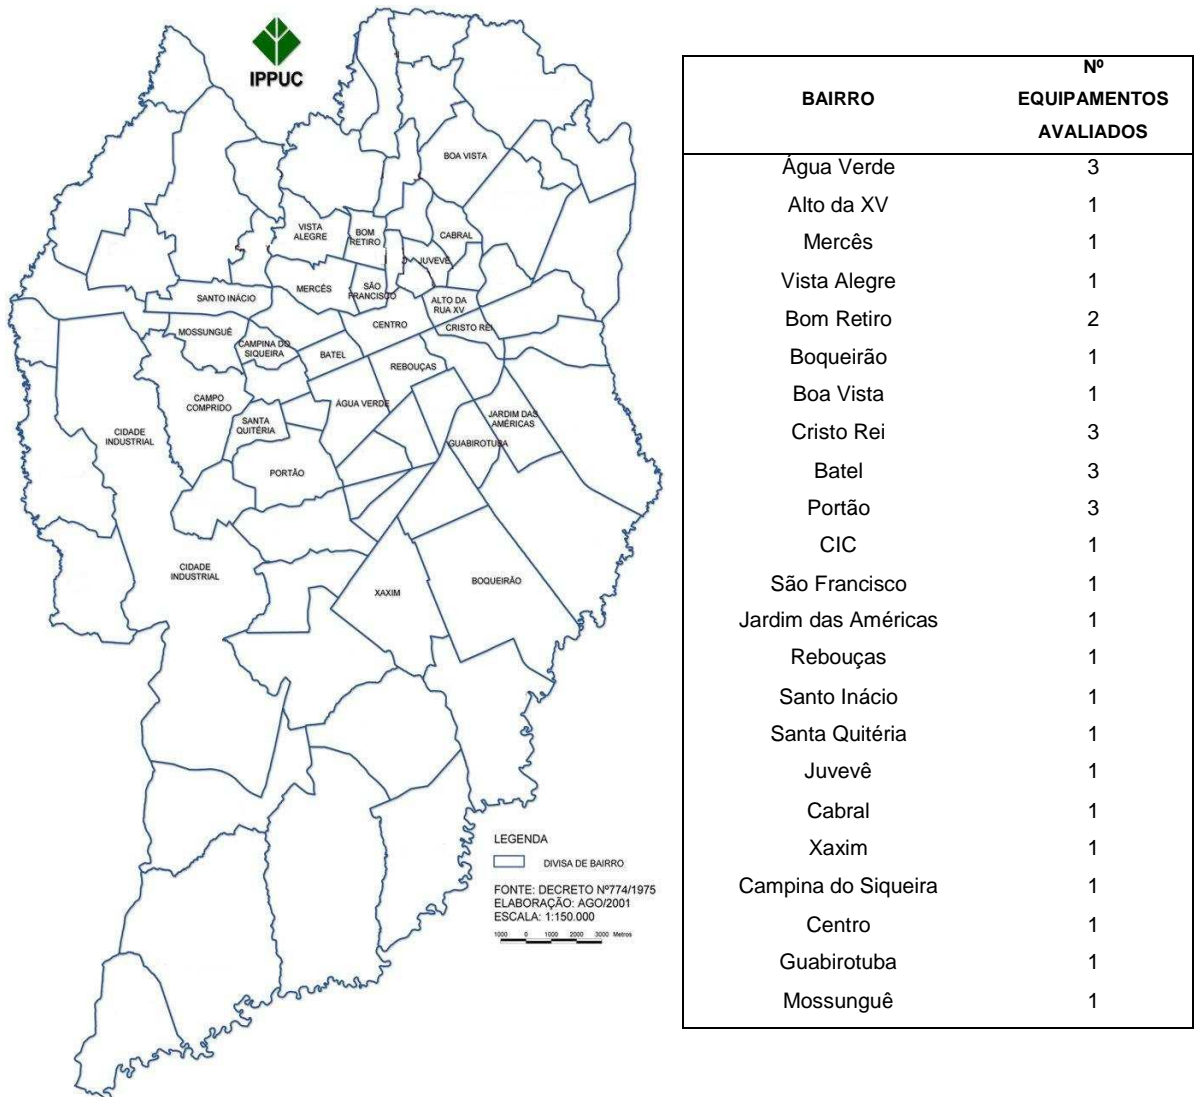 IPPUC
BOA VISTA
VISTA
ALEGRE
BOM
RETIRO
CABRAL
JUVEVÊ
MERCÊS
SÃO
FRANCISCO
SANTO INÁCIO
ALTO DA
RUA XV
MOSSUNGUÊ
CENTRO
CRISTO REI
CAMPINA DO
SIQUEIRA
BATEL
REBOUÇAS
CAMPO
COMPRIDO
ÁGUA VERDE
JARDIM DAS
AMÉRICAS
SANTA
QUITÉRIA
CIDADE
INDUSTRIAL
GUABIROTUBA
PORTÃO
CIDADE
INDUSTRIAL
XAXIM
BOQUEIRÃO
LEGENDA
DIVISA DE BAIRRO
FONTE: DECRETO Nº774/1975
ELABORAÇÃO: AGO/2001
ESCALA: 1:150.000
1000 0 1000 2000 3000 Metros
BAIRRO
Nº
EQUIPAMENTOS
AVALIADOS
Água Verde 3
Alto da XV 1
Mercês 1
Vista Alegre 1
Bom Retiro 2
Boqueirão 1
Boa Vista 1
Cristo Rei 3
Batel 3
Portão 3
CIC 1
São Francisco 1
Jardim das Américas 1
Rebouças 1
Santo Inácio 1
Santa Quitéria 1
Juvevê 1
Cabral 1
Xaxim 1
Campina do Siqueira 1
Centro 1
Guabirotuba 1
Mossunguê 1